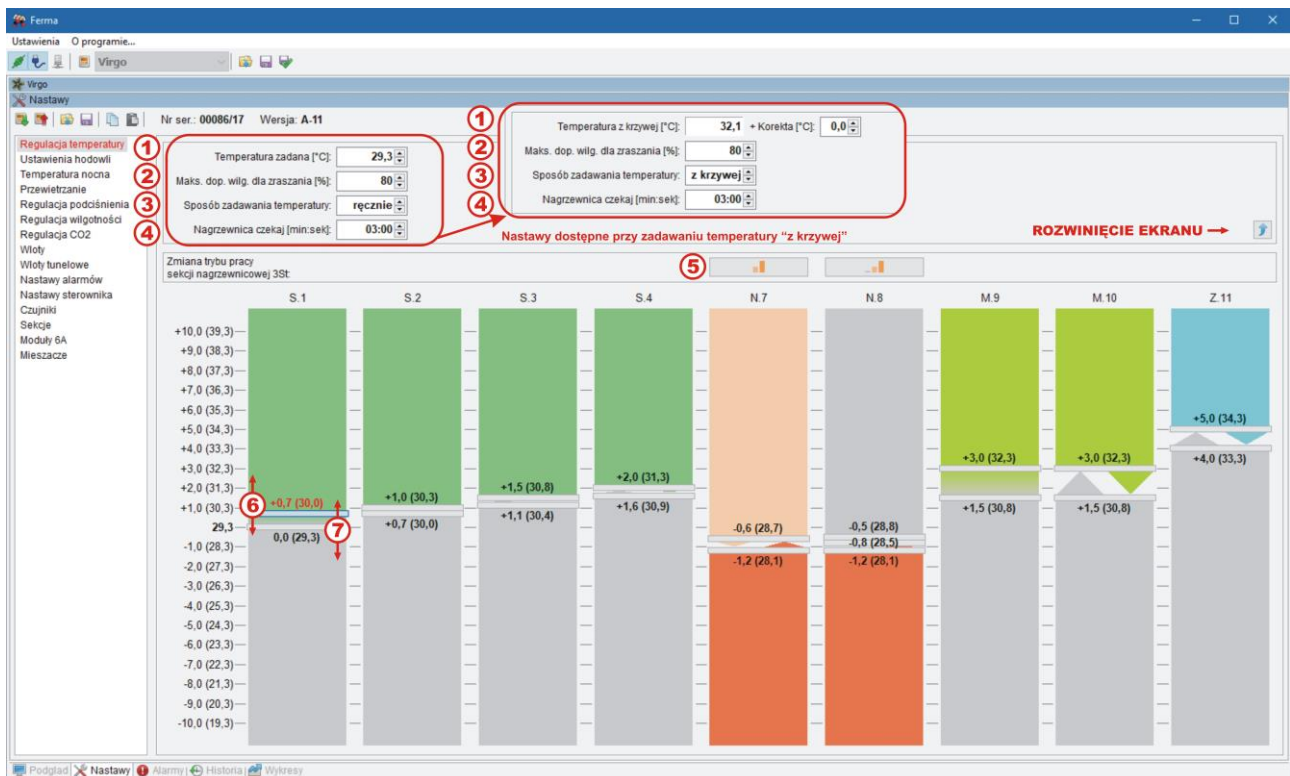 Ferma
Ustawienia O programie...
Virgo
Virgo
Nastawy
Nr ser.: 00086/17 Wersja: A-11
Regulacja temperatury
Ustawienia hodowli
Temperatura nocna
Przewietrzanie
Regulacja podciśnienia
Regulacja wilgotności
Regulacja CO2
Wloty
Wloty tunelowe
Nastawy alarmów
Nastawy sterownika
Czujniki
Sekcje
Moduły 6A
Mieszacze
1 Temperatura zadana [°C]: 29,3
2 Maks. dop. wilg. dla zraszania [%]: 80
3 Sposób zadawania temperatury: ręcznie
4 Nagrzewnica czekaj [min:sek]: 03:00
1 Temperatura z krzywej [°C]: 32,1 + Korekta [°C]: 0,0
2 Maks. dop. wilg. dla zraszania [%]: 80
3 Sposób zadawania temperatury: z krzywej
4 Nagrzewnica czekaj [min:sek]: 03:00
Nastawy dostępne przy zadawaniu temperatury “z krzywej”
ROZWINIĘCIE EKRANU
Zmiana trybu pracy
sekcji nagrzewnicowej 3St:
5
S.1 S.2 S.3 S.4 N.7 N.8 M.9 M.10 Z.11
+10,0 (39,3)
+9,0 (38,3)
+8,0 (37,3)
+7,0 (36,3)
+6,0 (35,3)
+5,0 (34,3)
+4,0 (33,3)
+3,0 (32,3)
+2,0 (31,3)
+1,0 (30,3)
29,3
-1,0 (28,3)
-2,0 (27,3)
-3,0 (26,3)
-4,0 (25,3)
-5,0 (24,3)
-6,0 (23,3)
-7,0 (22,3)
-8,0 (21,3)
-9,0 (20,3)
-10,0 (19,3)
6
+0,7 (30,0)
7
0,0 (29,3)
+1,0 (30,3)
+0,7 (30,0)
+1,5 (30,8)
+1,1 (30,4)
+2,0 (31,3)
+1,6 (30,9)
-0,6 (28,7)
-1,2 (28,1)
-0,5 (28,8)
-0,8 (28,5)
-1,2 (28,1)
+3,0 (32,3)
+1,5 (30,8)
+3,0 (32,3)
+1,5 (30,8)
+5,0 (34,3)
+4,0 (33,3)
Podgląd Nastawy Alarmy Historia Wykresy